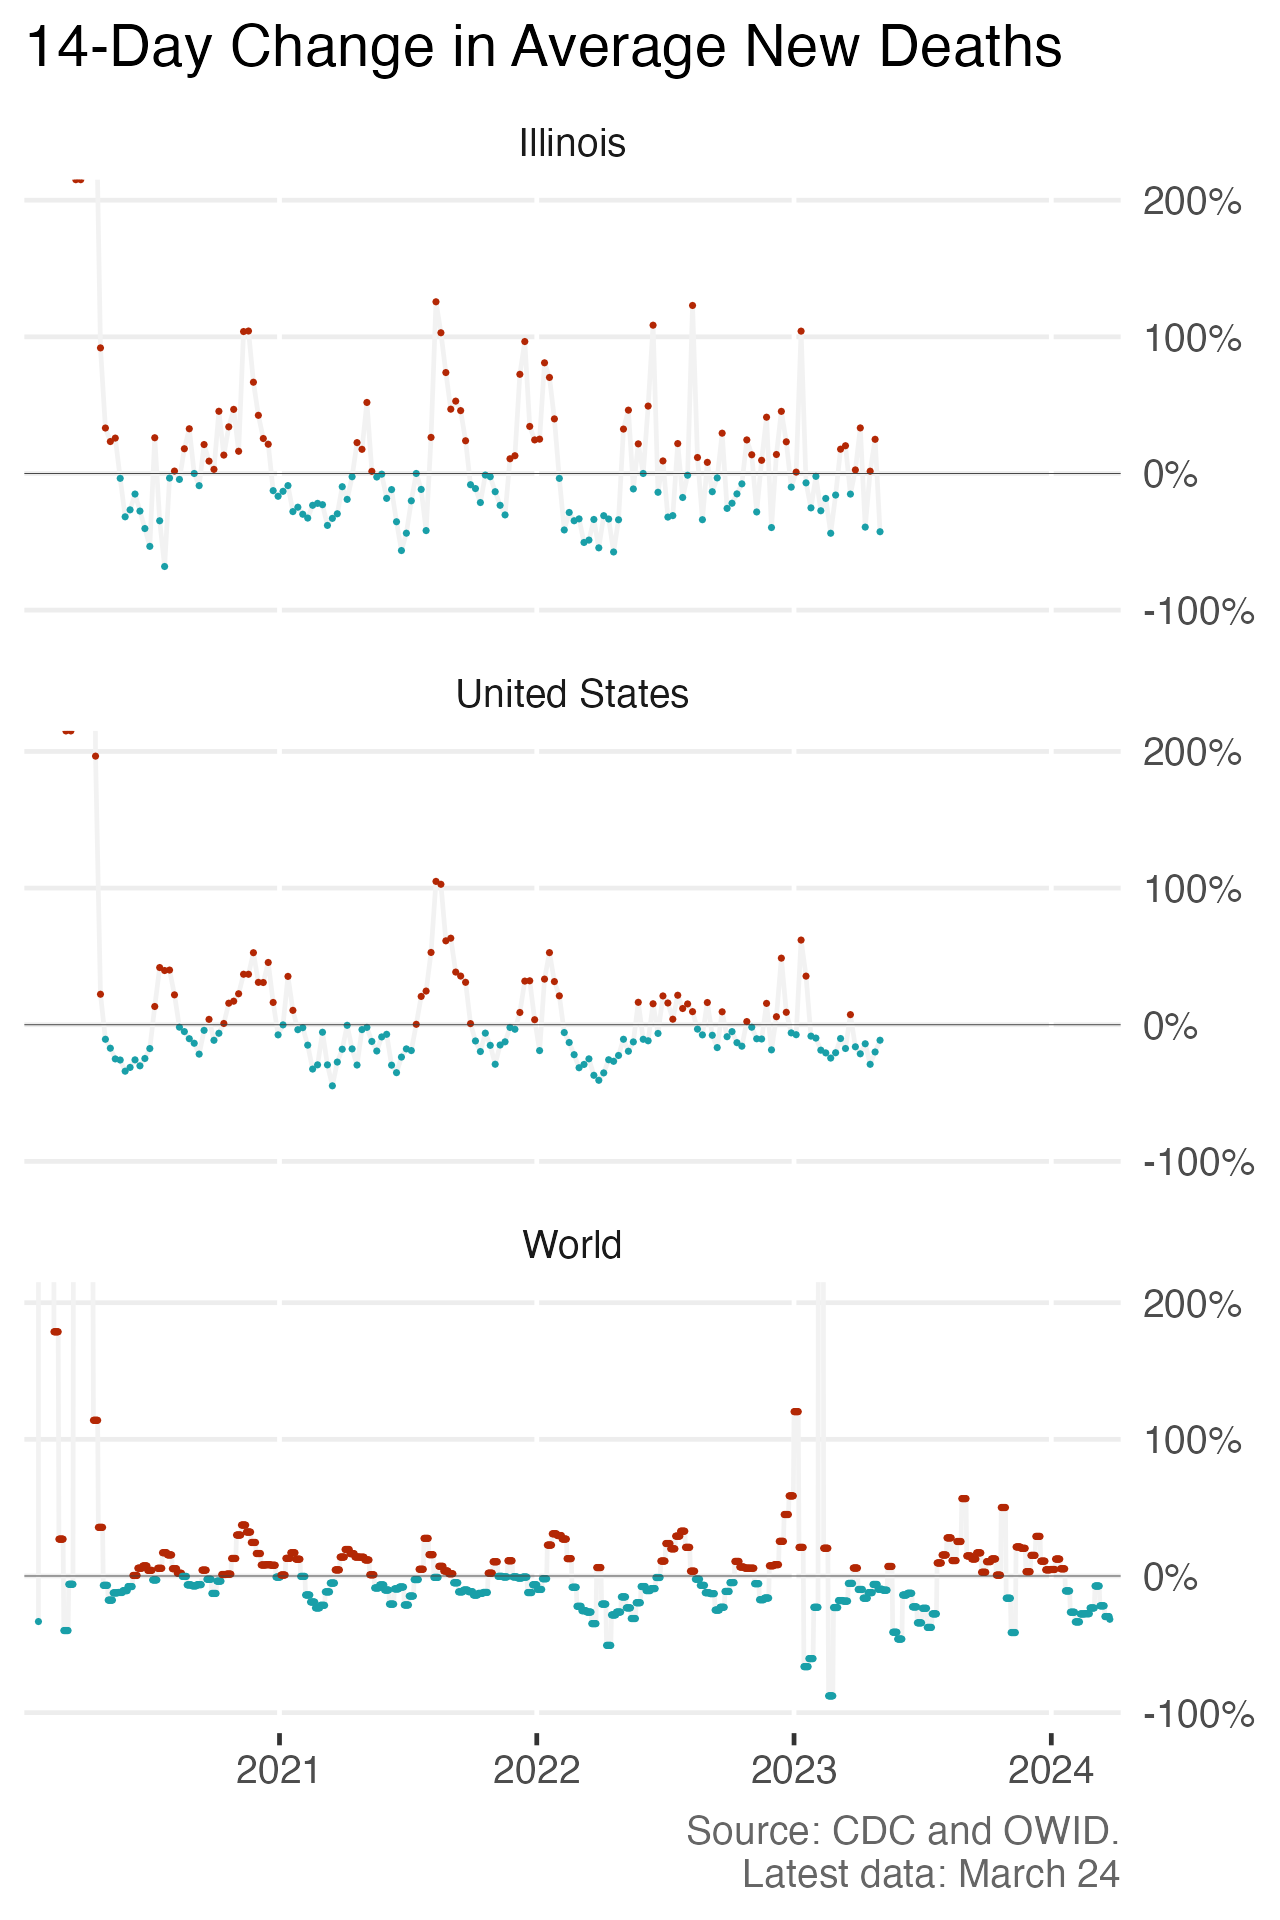 14-Day Change in Average New Deaths
Illinois
200%
100%
0%
-100%
United States
200%
100%
0%
-100%
World
200%
100%
0%
-100%
2021 2022 2023 2024
Source: CDC and OWID.
Latest data: March 24